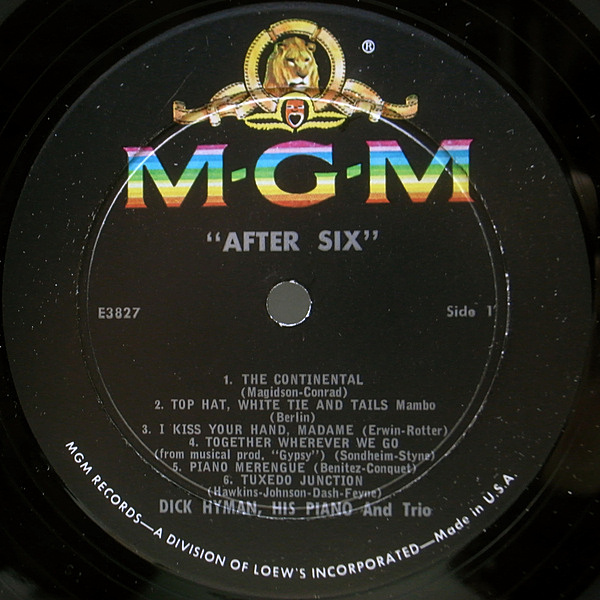 ®
M·G·M
"AFTER SIX"
E3827
Side 1
1. THE CONTINENTAL
(Magidson-Conrad)
2. TOP HAT, WHITE TIE AND TAILS Mambo
(Berlin)
3. I KISS YOUR HAND, MADAME (Erwin-Rotter)
4. TOGETHER WHEREVER WE GO
(from musical prod. "Gypsy") (Sondheim-Styne)
5. PIANO MERENGUE (Benitez-Conquet)
6. TUXEDO JUNCTION
(Hawkins-Johnson-Dash-Feyne)
DICK HYMAN, HIS PIANO And Trio
MGM RECORDS—A DIVISION OF LOEW'S INCORPORATED—Made in U.S.A.